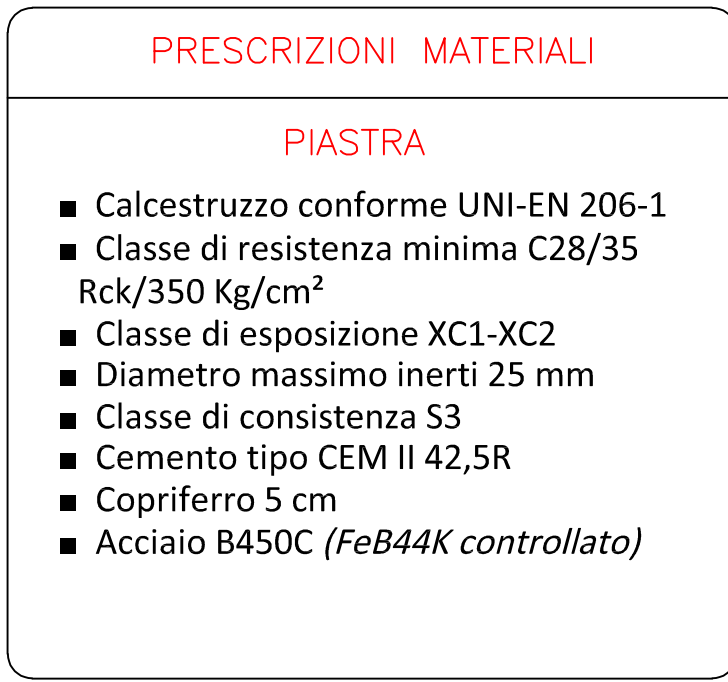 PRESCRIZIONI MATERIALI
PIASTRA
■ Calcestruzzo conforme UNI-EN 206-1
■ Classe di resistenza minima C28/35
Rck/350 Kg/cm²
■ Classe di esposizione XC1-XC2
■ Diametro massimo inerti 25 mm
■ Classe di consistenza S3
■ Cemento tipo CEM II 42,5R
■ Copriferro 5 cm
■ Acciaio B450C (FeB44K controllato)